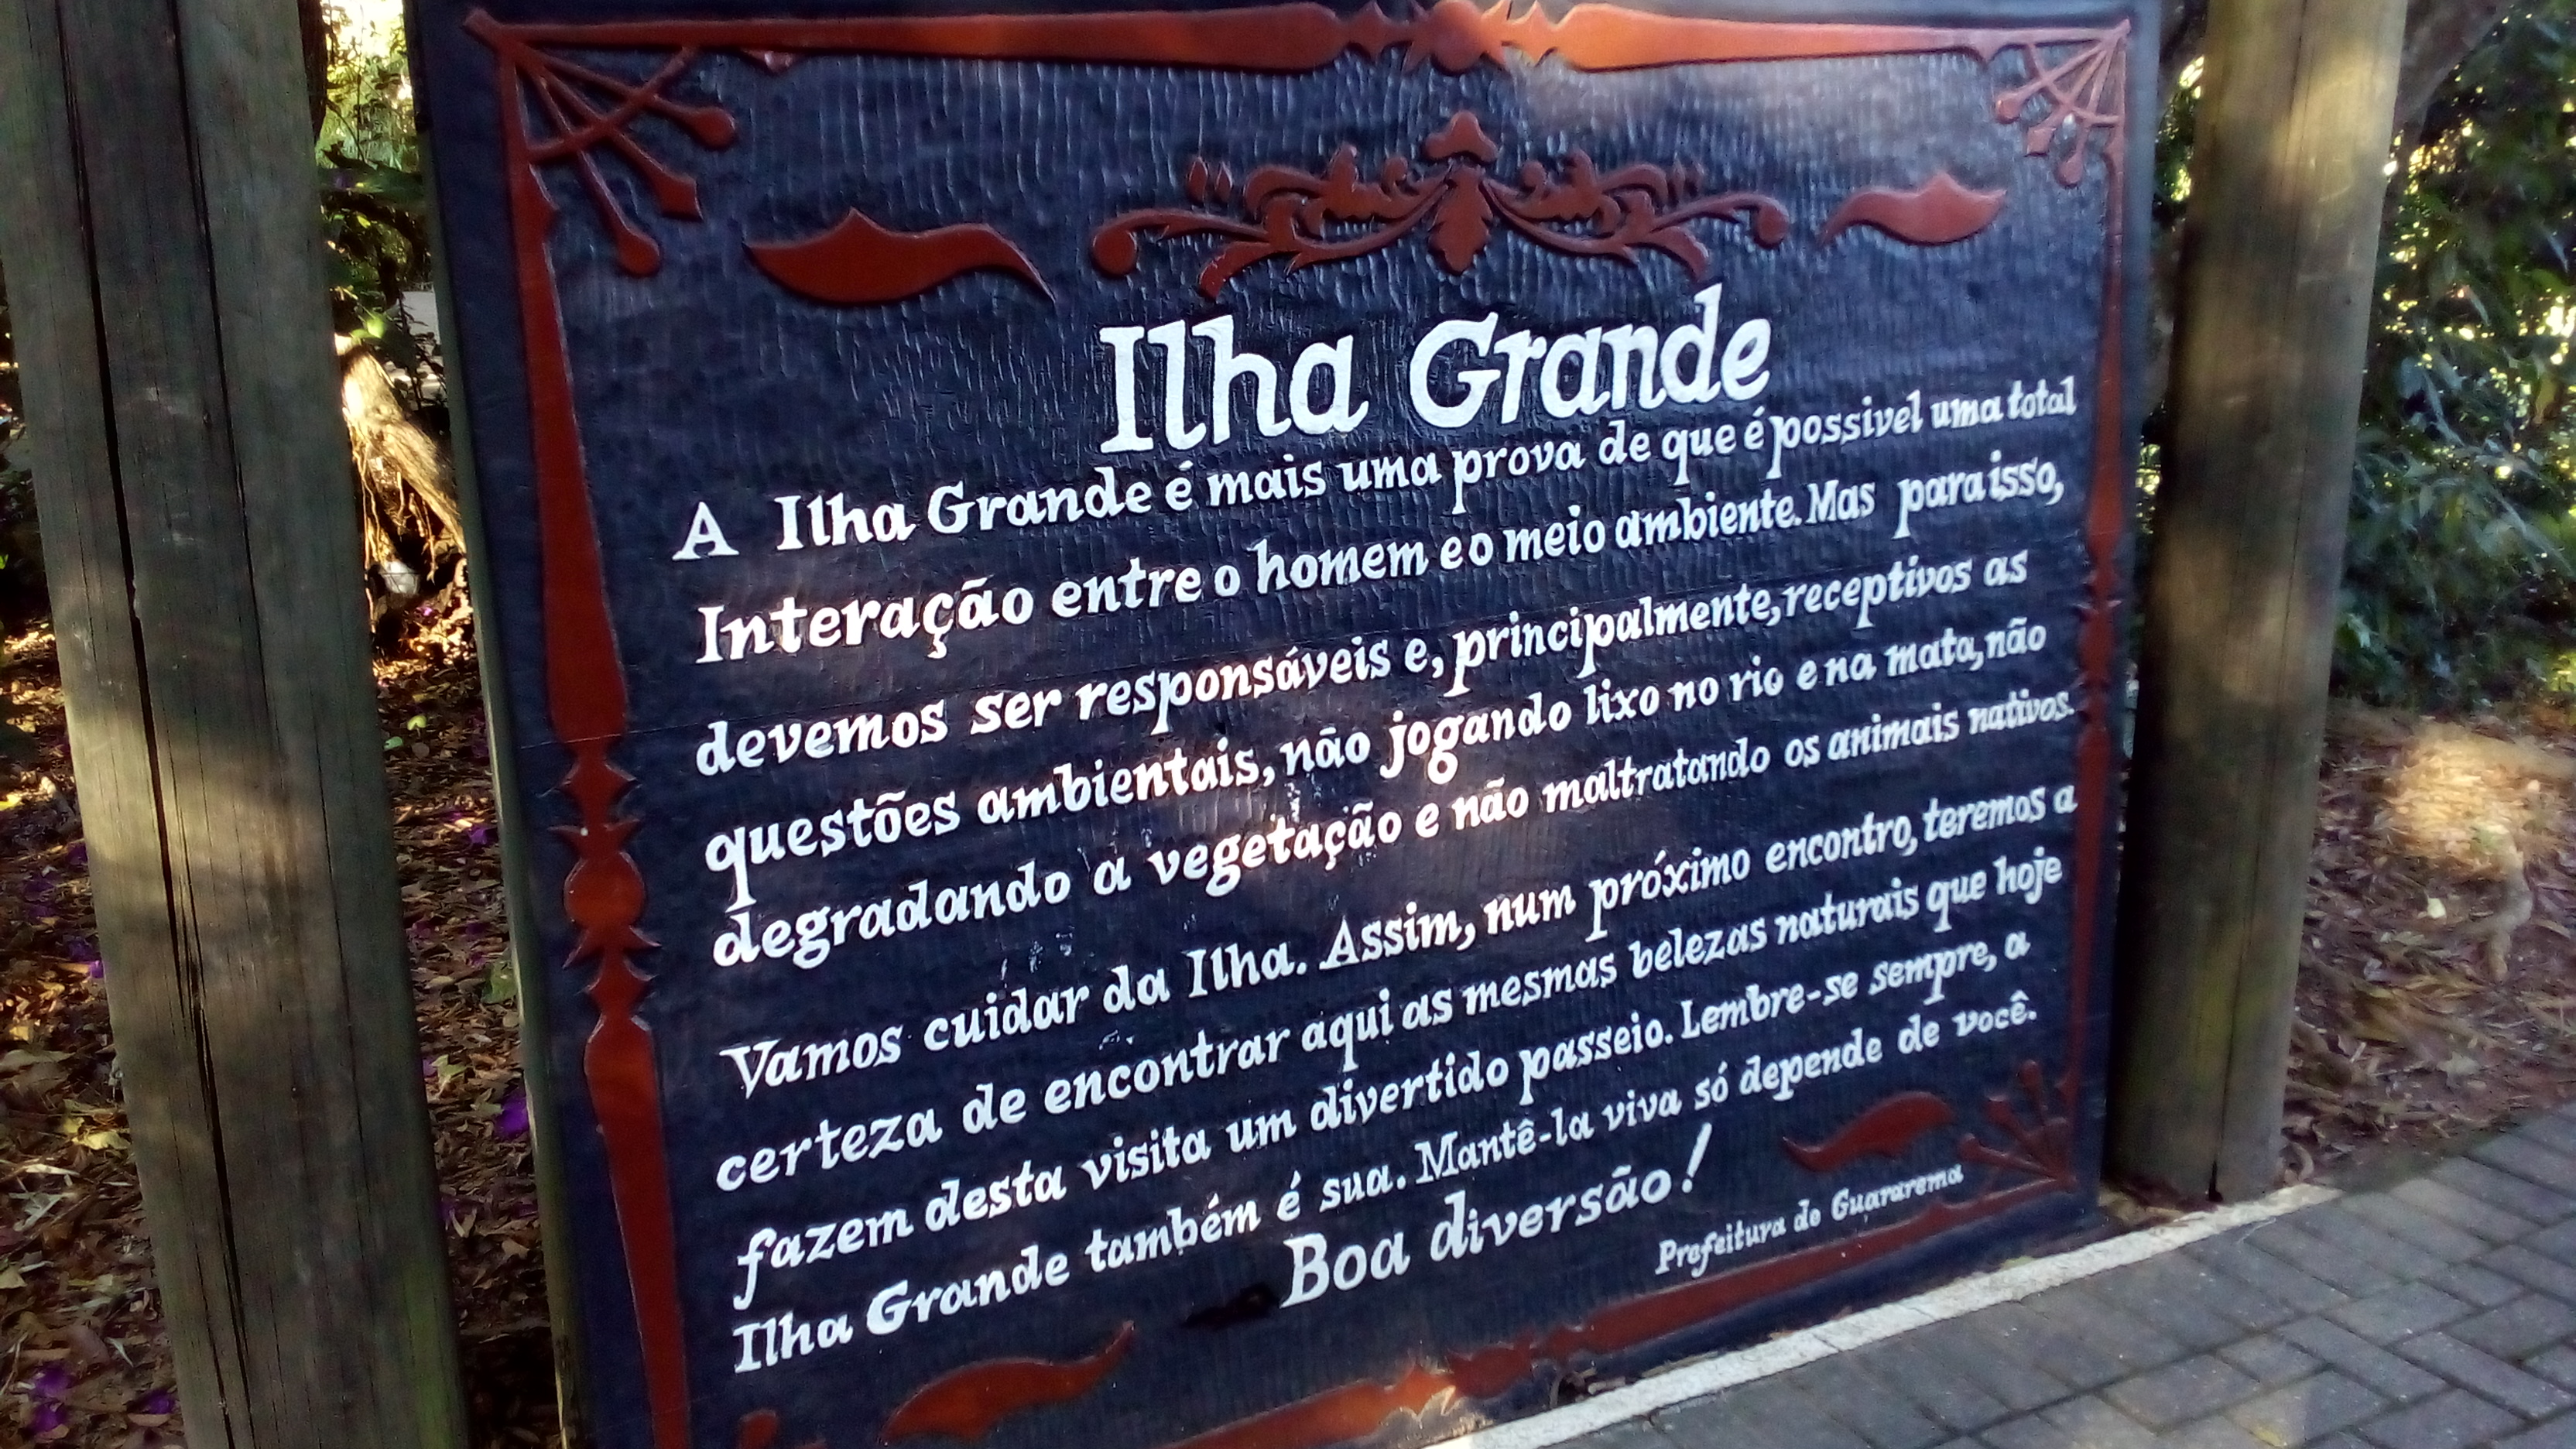 Ilha Grande
A Ilha Grande é mais uma prova de que é possivel uma total
Interação entre o homem e o meio ambiente. Mas para isso,
devemos ser responsáveis e, principalmente, receptivos as
questões ambientais, não jogando lixo no rio e na mata, não
degradando a vegetação e não maltratando os animais nativos.
Vamos cuidar da Ilha. Assim, num próximo encontro, teremos a
certeza de encontrar aqui as mesmas belezas naturais que hoje
fazem desta visita um divertido passeio. Lembre-se sempre, a
Ilha Grande também é sua. Mantê-la viva só depende de você.
Boa diversão!
Prefeitura de Guararema